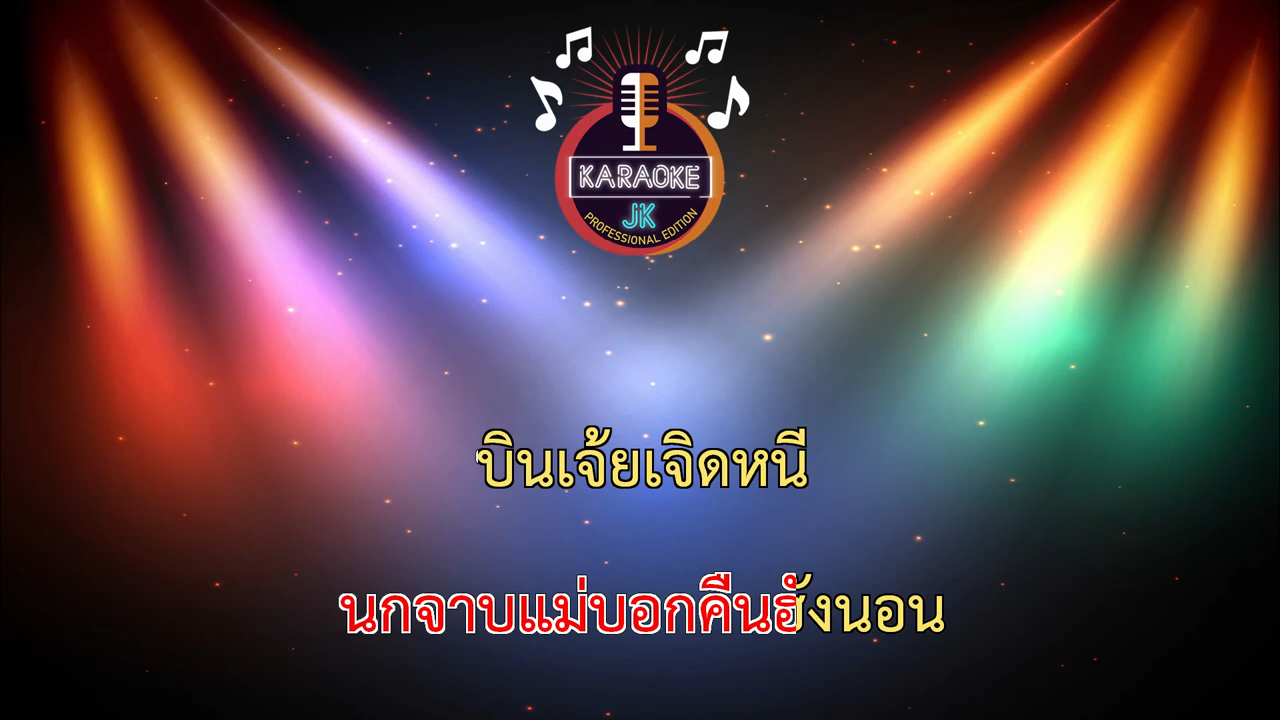 KARAOKE
JK
PROFESSIONAL EDITION
บินเจ้ยเจิดหนี
นกจาบแม่บอกคืนฮังนอน